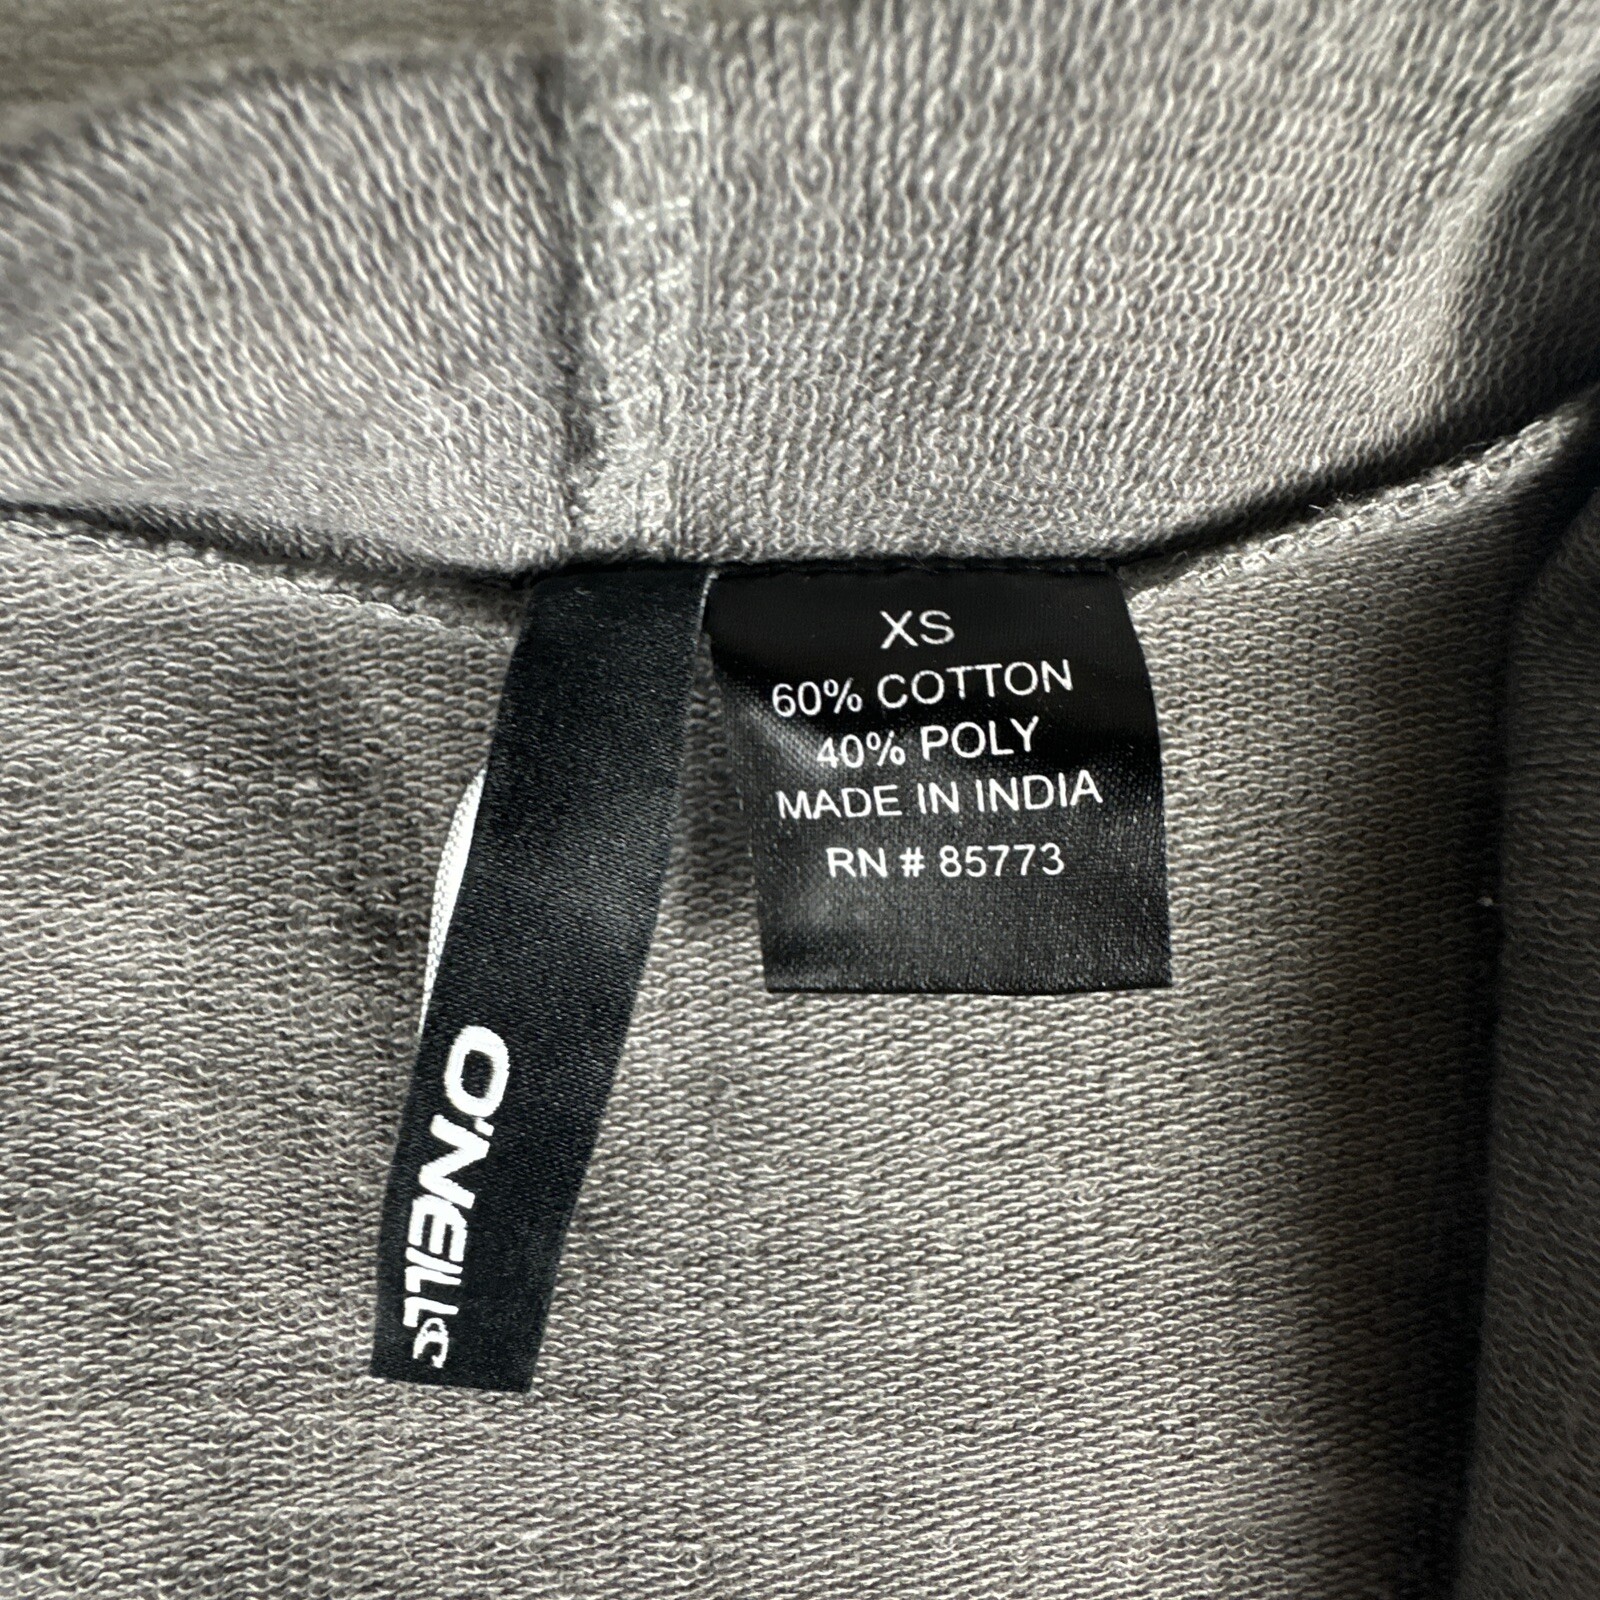 XS
60% COTTON
40% POLY
MADE IN INDIA
RN # 85773
O'NEILL